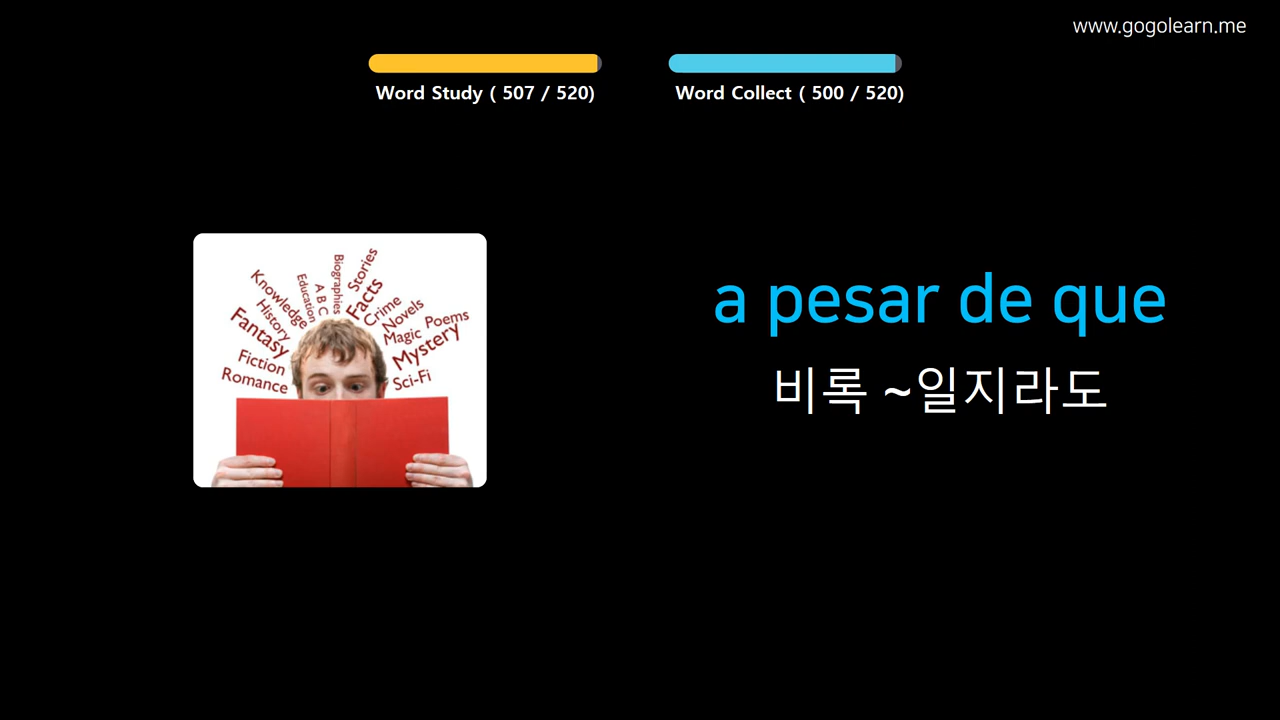 www.gogolearn.me
Word Study ( 507 / 520)
Word Collect ( 500 / 520)
Stories
Biographies
Facts
A B C
Education
Knowledge
History
Crime
Novels
Poems
Fantasy
Magic
Mystery
Fiction
Romance
Sci-Fi
a pesar de que
비록 ~일지라도